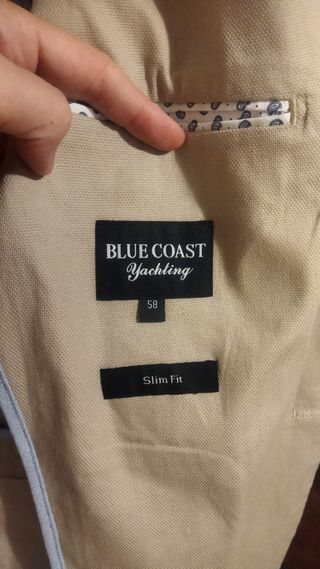 BLUE COAST
Yachting
58
Slim Fit